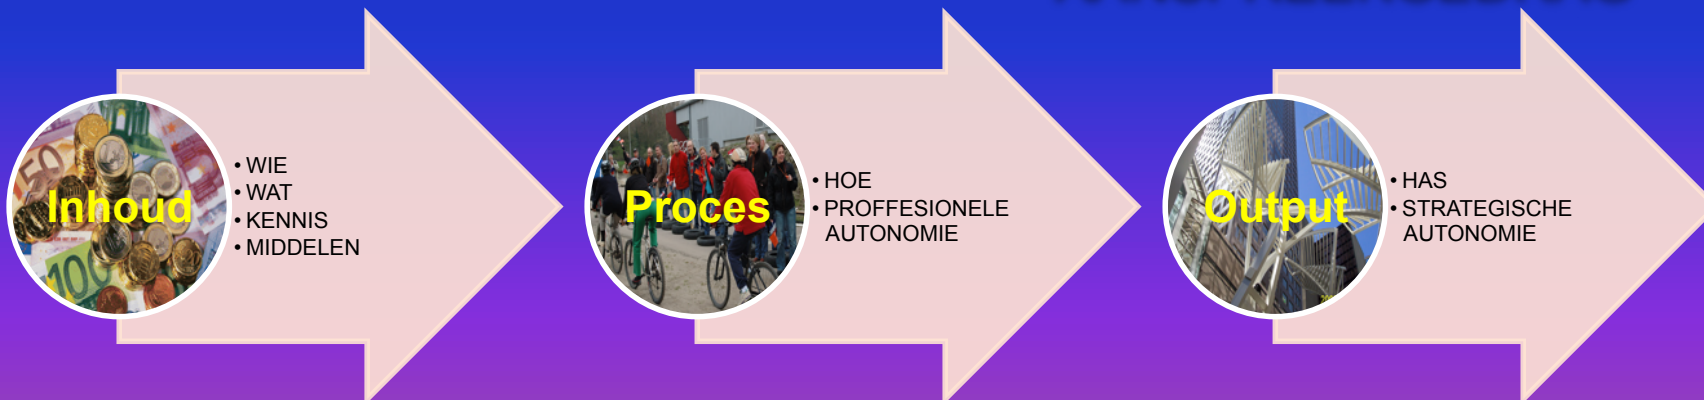 Inhoud
• WIE
• WAT
• KENNIS
• MIDDELEN
Proces
• HOE
• PROFFESIONELE
AUTONOMIE
Output
• HAS
• STRATEGISCHE
AUTONOMIE